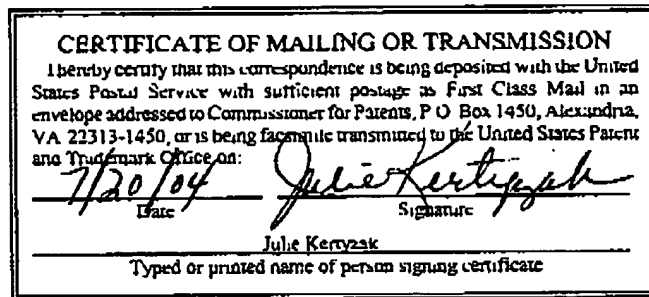 CERTIFICATE OF MAILING OR TRANSMISSION
I hereby certify that this correspondence is being deposited with the United
States Postal Service with sufficient postage as First Class Mail in an
envelope addressed to Commissioner for Patents, P O Box 1450, Alexandria,
VA 22313-1450, or is being facsimile transmitted to the United States Patent
and Trademark Office on:
7/20/04 Julie Kertyzak
Date Signature
Julie Kertyzak
Typed or printed name of person signing certificate